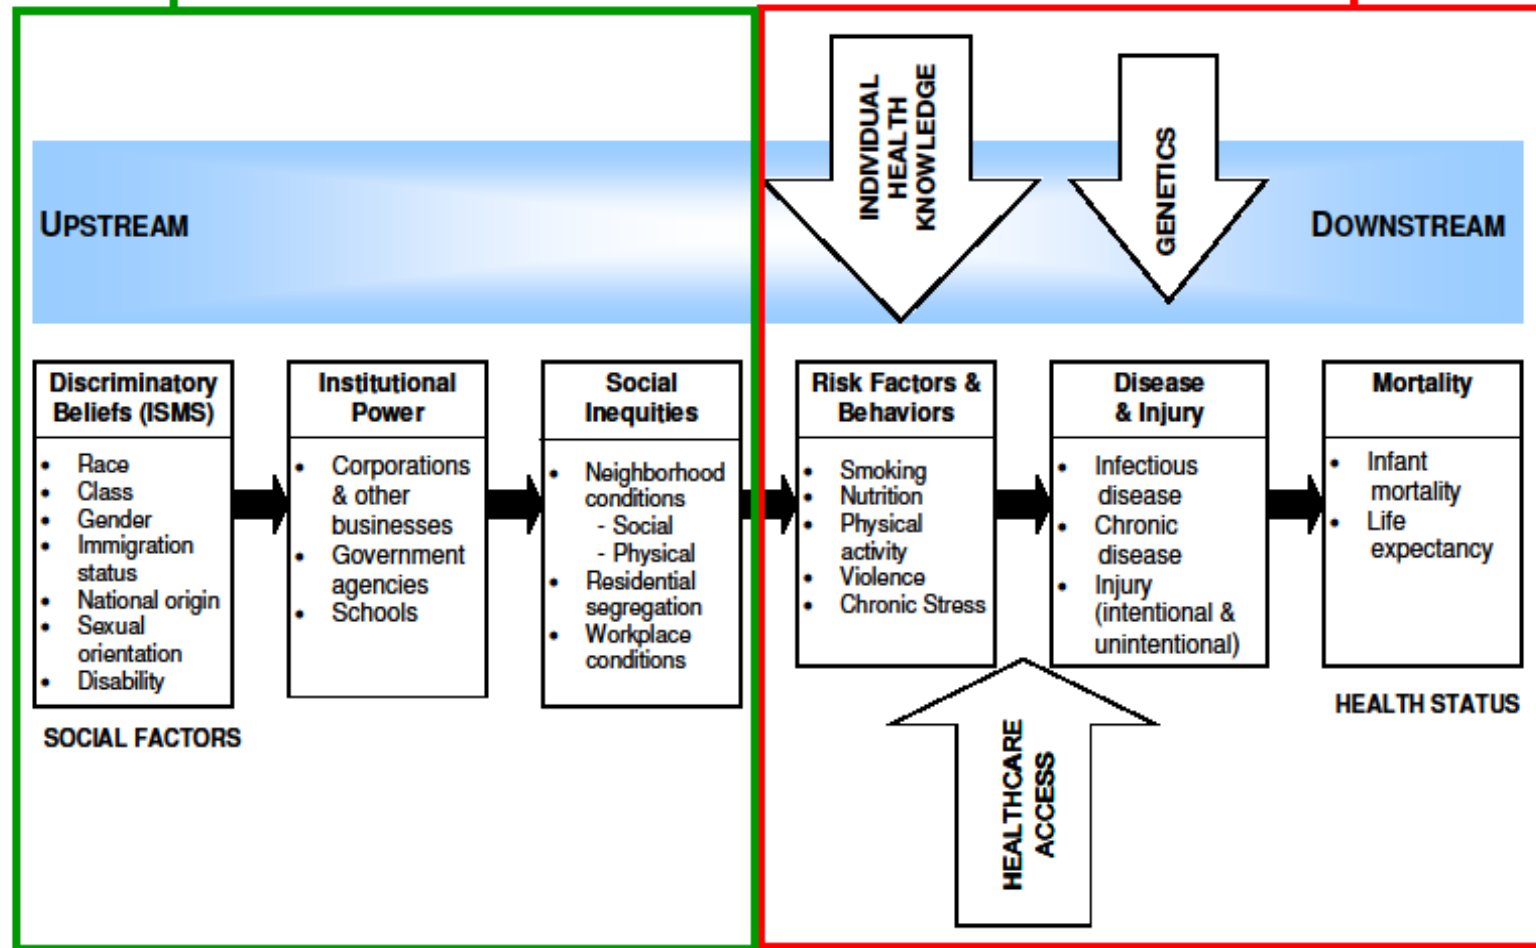 INDIVIDUAL
HEALTH
KNOWLEDGE
GENETICS
UPSTREAM
DOWNSTREAM
Discriminatory
Beliefs (ISMS)
• Race
• Class
• Gender
• Immigration
status
• National origin
• Sexual
orientation
• Disability
SOCIAL FACTORS
Institutional
Power
• Corporations
& other
businesses
• Government
agencies
• Schools
Social
Inequities
• Neighborhood
conditions
- Social
- Physical
• Residential
segregation
• Workplace
conditions
Risk Factors &
Behaviors
• Smoking
• Nutrition
• Physical
activity
• Violence
• Chronic Stress
Disease
& Injury
• Infectious
disease
• Chronic
disease
• Injury
(intentional &
unintentional)
Mortality
• Infant
mortality
• Life
expectancy
HEALTH STATUS
HEALTHCARE
ACCESS